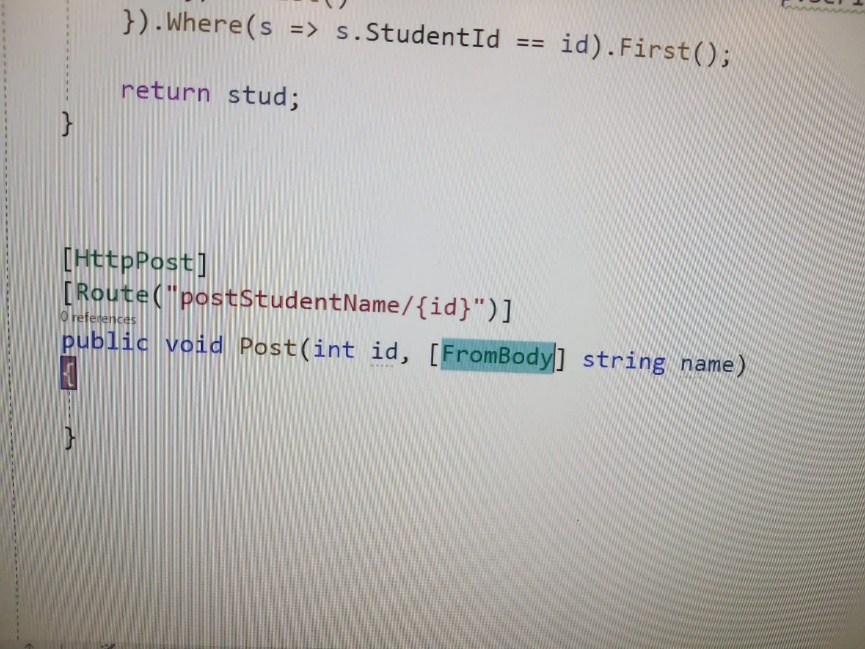 }).Where(s => s.StudentId == id).First();
return stud;
}
[HttpPost]
[Route("postStudentName/{id}")]
0 references
public void Post(int id, [FromBody] string name)
{
}